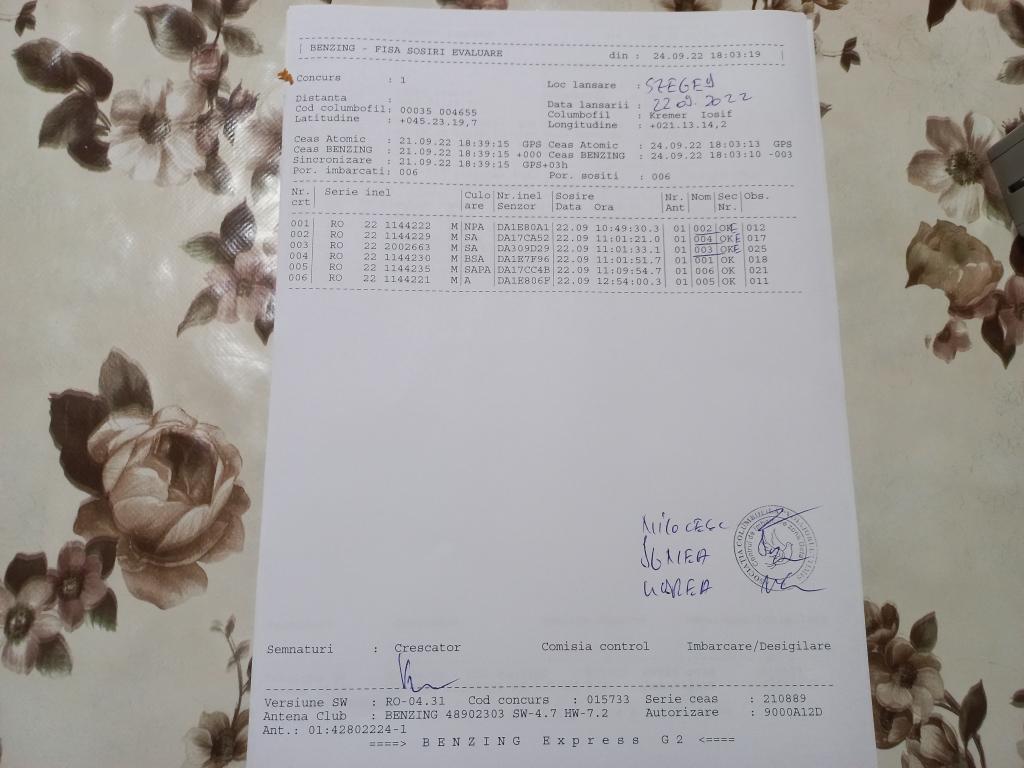 BENZING - FISA SOSIRI EVALUARE din : 24.09.22 18:03:19
Concurs : 1 Loc lansare : SZEGED
Distanta : Data lansarii : 22 09. 2022
Cod columbofil: 00035 004655 Columbofil : Kremer Iosif
Latitudine : +045.23.19,7 Longitudine : +021.13.14,2
Ceas Atomic : 21.09.22 18:39:15 GPS Ceas Atomic : 24.09.22 18:03:13 GPS
Ceas BENZING : 21.09.22 18:39:15 +000 Ceas BENZING : 24.09.22 18:03:10 -003
Sincronizare : 21.09.22 18:39:15 GPS+03h
Por. imbarcati: 006 Por. sositi : 006
Nr. | Serie inel |Culo|Nr.inel |Sosire |Nr.|Nom|Sec|Obs.
crt |are |Senzor |Data Ora |Ant| |Nr.|
001| RO 22 1144222 M|NPA |DA1E80A1|22.09 10:49:30.3| 01|002|OKE|012
002| RO 22 1144229 M|SA |DA17CA52|22.09 11:01:21.0| 01|004|OKE|017
003| RO 22 2002663 M|SA |DA309D29|22.09 11:01:33.1| 01|003|OKE|025
004| RO 22 1144230 M|BSA |DA1E7F96|22.09 11:01:51.7| 01|001|OK |018
005| RO 22 1144235 M|SAPA|DA17CC4B|22.09 11:09:54.7| 01|006|OK |021
006| RO 22 1144221 M|A |DA1E806F|22.09 12:54:00.3| 01|005|OK |011
Semnaturi : Crescator Comisia control Imbarcare/Desigilare
Versiune SW : RO-04.31 Cod concurs : 015733 Serie ceas : 210889
Antena Club : BENZING 48902303 SW-4.7 HW-7.2 Autorizare : 9000A12D
Ant.: 01:42802224-1
====> B E N Z I N G E x p r e s s G 2 <====